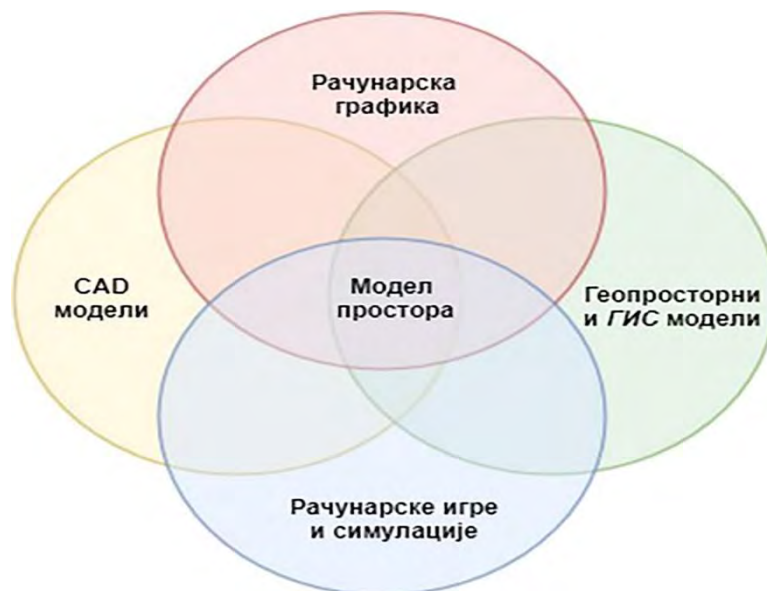 Рачунарска
графика
CAD
модели
Модел
простора
Геопросторни
и ГИС модели
Рачунарске игре
и симулације